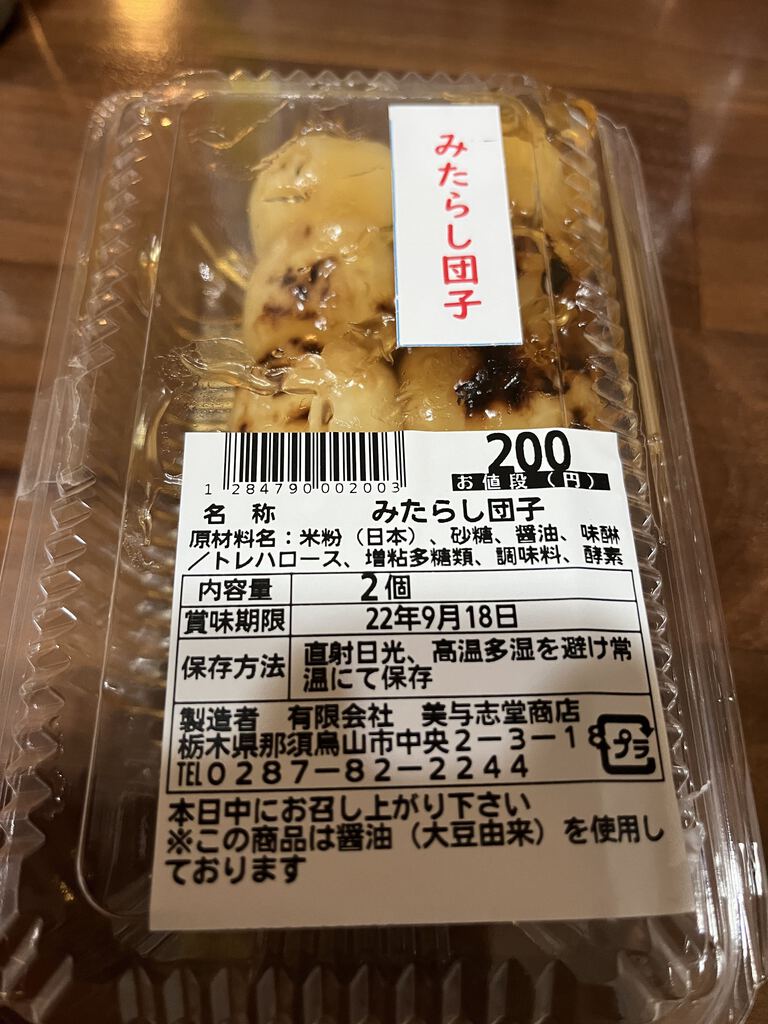 みたらし団子
200
お値段（円）
1 284790 002003
名 称 みたらし団子
原材料名：米粉（日本）、砂糖、醤油、味醂
／トレハロース、増粘多糖類、調味料、酵素
内容量 2個
賞味期限 22年9月18日
保存方法 直射日光、高温多湿を避け常
温にて保存
製造者 有限会社 美与志堂商店
栃木県那須烏山市中央2－3－1
プラ
TEL0287－82－2244
本日中にお召し上がり下さい
※この商品は醤油（大豆由来）を使用し
ております